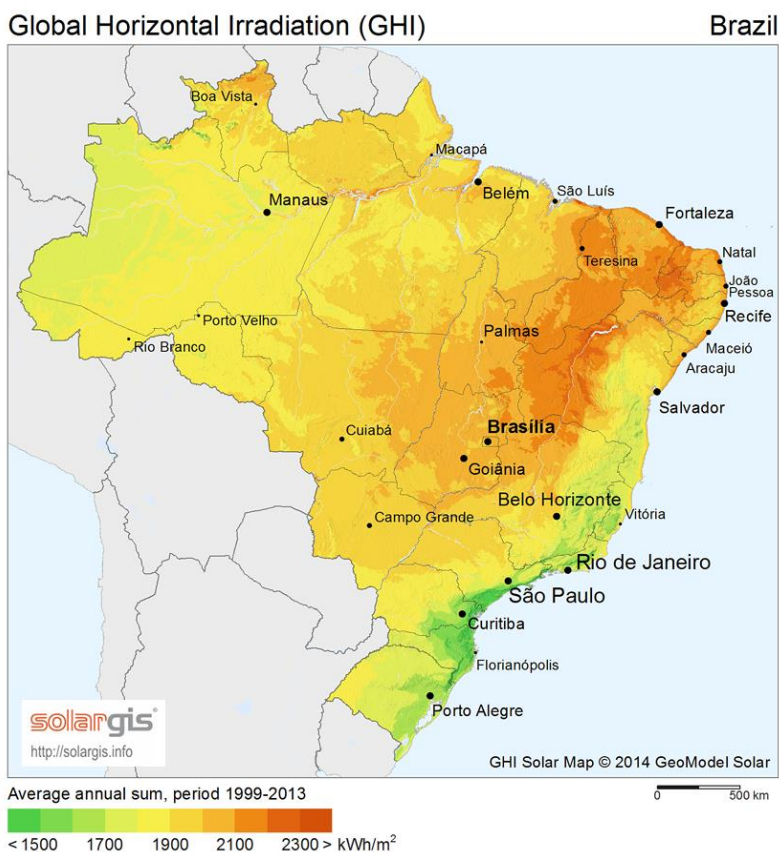 Global Horizontal Irradiation (GHI)
Brazil
Boa Vista
Macapá
Belém
São Luís
Manaus
Fortaleza
Teresina
Natal
João
Pessoa
Recife
Porto Velho
Rio Branco
Palmas
Maceió
Aracaju
Salvador
Cuiabá
Brasília
Goiânia
Belo Horizonte
Campo Grande
Vitória
Rio de Janeiro
São Paulo
Curitiba
Florianópolis
Porto Alegre
solargis®
http://solargis.info
GHI Solar Map © 2014 GeoModel Solar
Average annual sum, period 1999-2013
0 500 km
< 1500 1700 1900 2100 2300 > kWh/m²